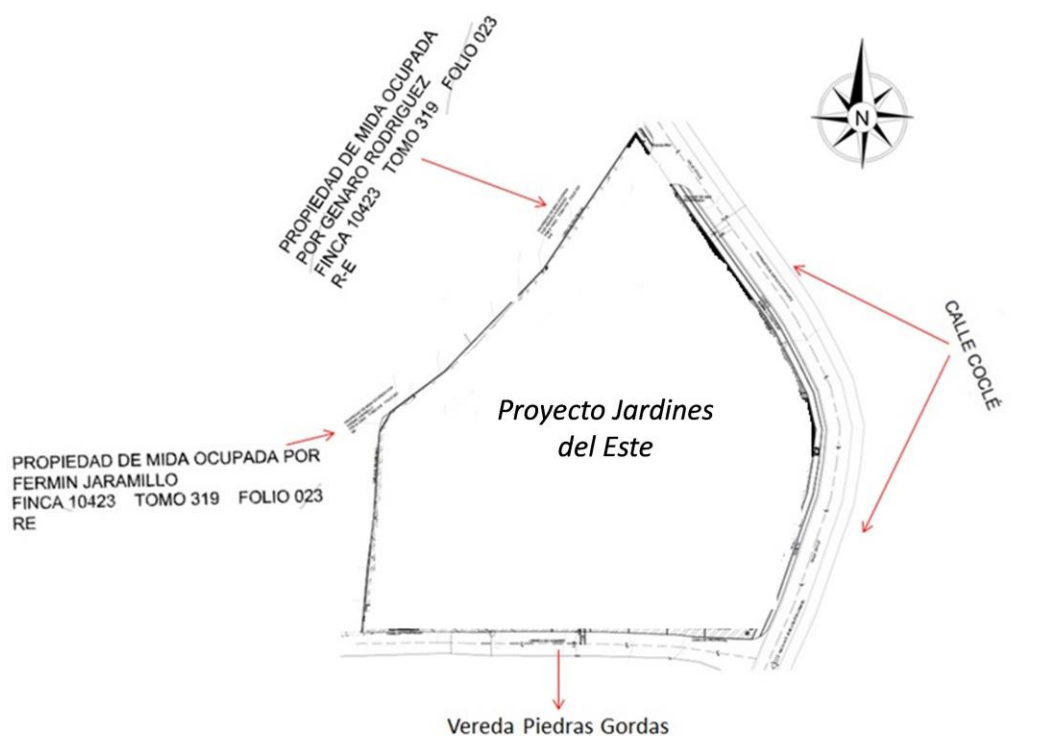 PROPIEDAD DE MIDA OCUPADA
POR GENARO RODRIGUEZ
FINCA 10423 TOMO 319 FOLIO 023
R-E
N
CALLE COCLÉ
Proyecto Jardines
del Este
PROPIEDAD DE MIDA OCUPADA POR
FERMIN JARAMILLO
FINCA 10423 TOMO 319 FOLIO 023
RE
Vereda Piedras Gordas